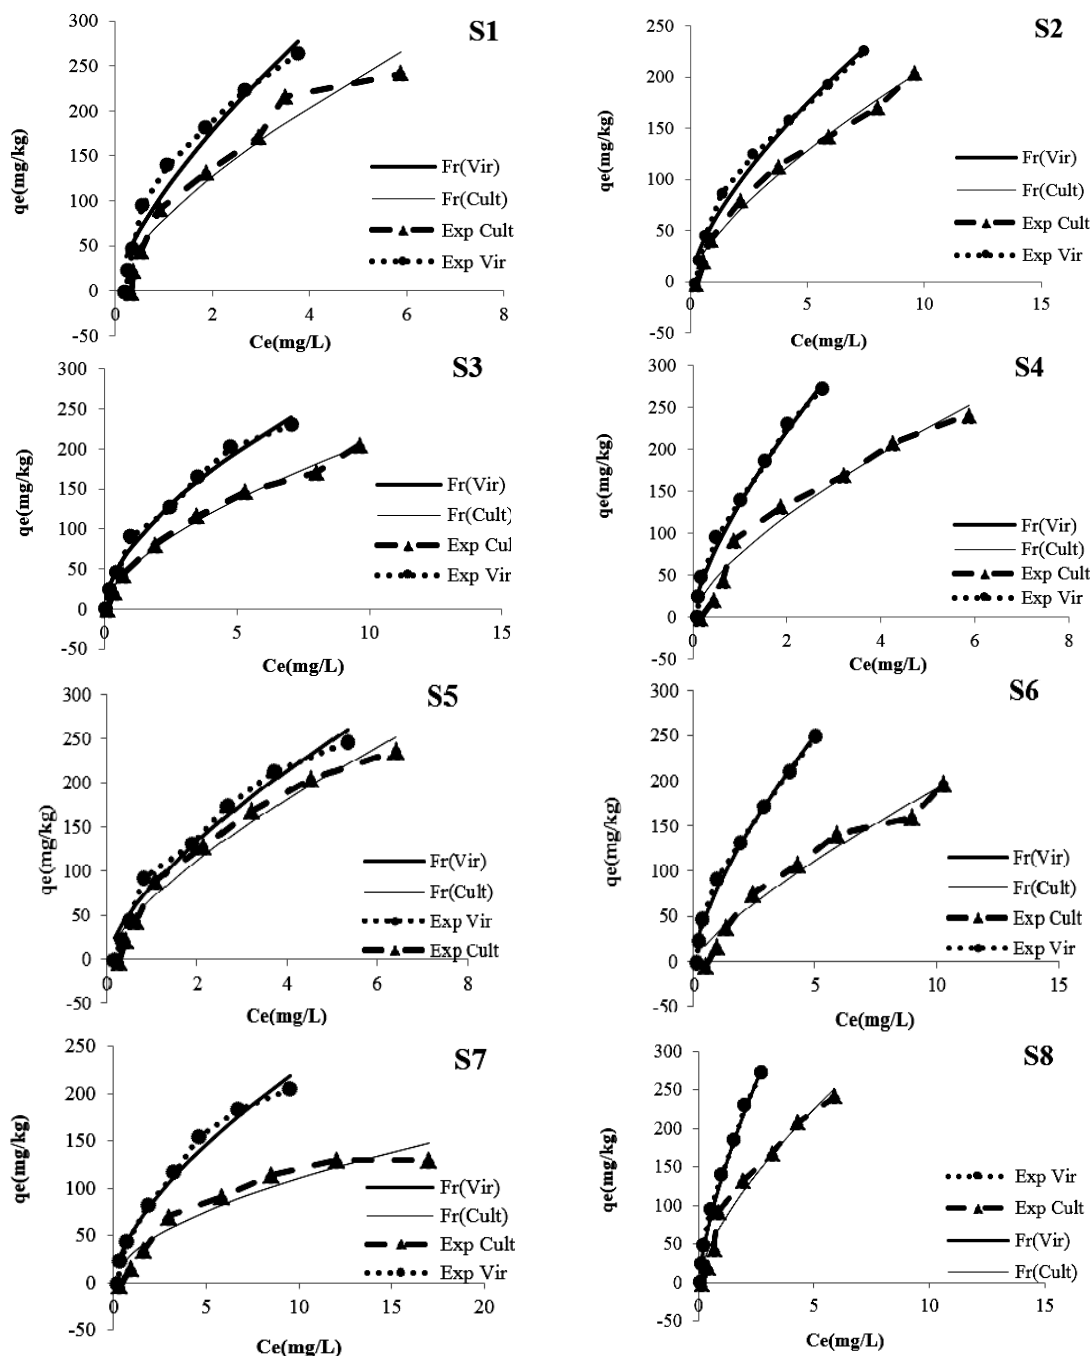 S1
300
250
200
150
100
50
0
-50
qe(mg/kg)
0 2 4 6 8
Ce(mg/L)
Fr(Vir)
Fr(Cult)
Exp Cult
Exp Vir
S2
250
200
150
100
50
0
-50
qe(mg/kg)
0 5 10 15
Ce(mg/L)
Fr(Vir)
Fr(Cult)
Exp Cult
Exp Vir
S3
300
250
200
150
100
50
0
-50
qe(mg/kg)
0 5 10 15
Ce(mg/L)
Fr(Vir)
Fr(Cult)
Exp Cul
Exp Vir
S4
300
250
200
150
100
50
0
-50
qe(mg/kg)
0 2 4 6 8
Ce(mg/L)
Fr(Vir)
Fr(Cult)
Exp Cult
Exp Vir
S5
300
250
200
150
100
50
0
-50
qe(mg/kg)
0 2 4 6 8
Ce(mg/L)
Fr(Vir)
Fr(Cult)
Exp Vir
Exp Cult
S6
300
250
200
150
100
50
0
-50
qe(mg/kg)
0 5 10 15
Ce(mg/L)
Fr(Vir)
Fr(Cult)
Exp Cult
Exp Vir
S7
250
200
150
100
50
0
-50
qe(mg/kg)
0 5 10 15 20
Ce(mg/L)
Fr(Vir)
Fr(Cult)
Exp Cult
Exp Vir
S8
300
250
200
150
100
50
0
-50
qe(mg/kg)
0 5 10 15
Ce(mg/L)
Exp Vir
Exp Cult
Fr(Vir)
Fr(Cult)